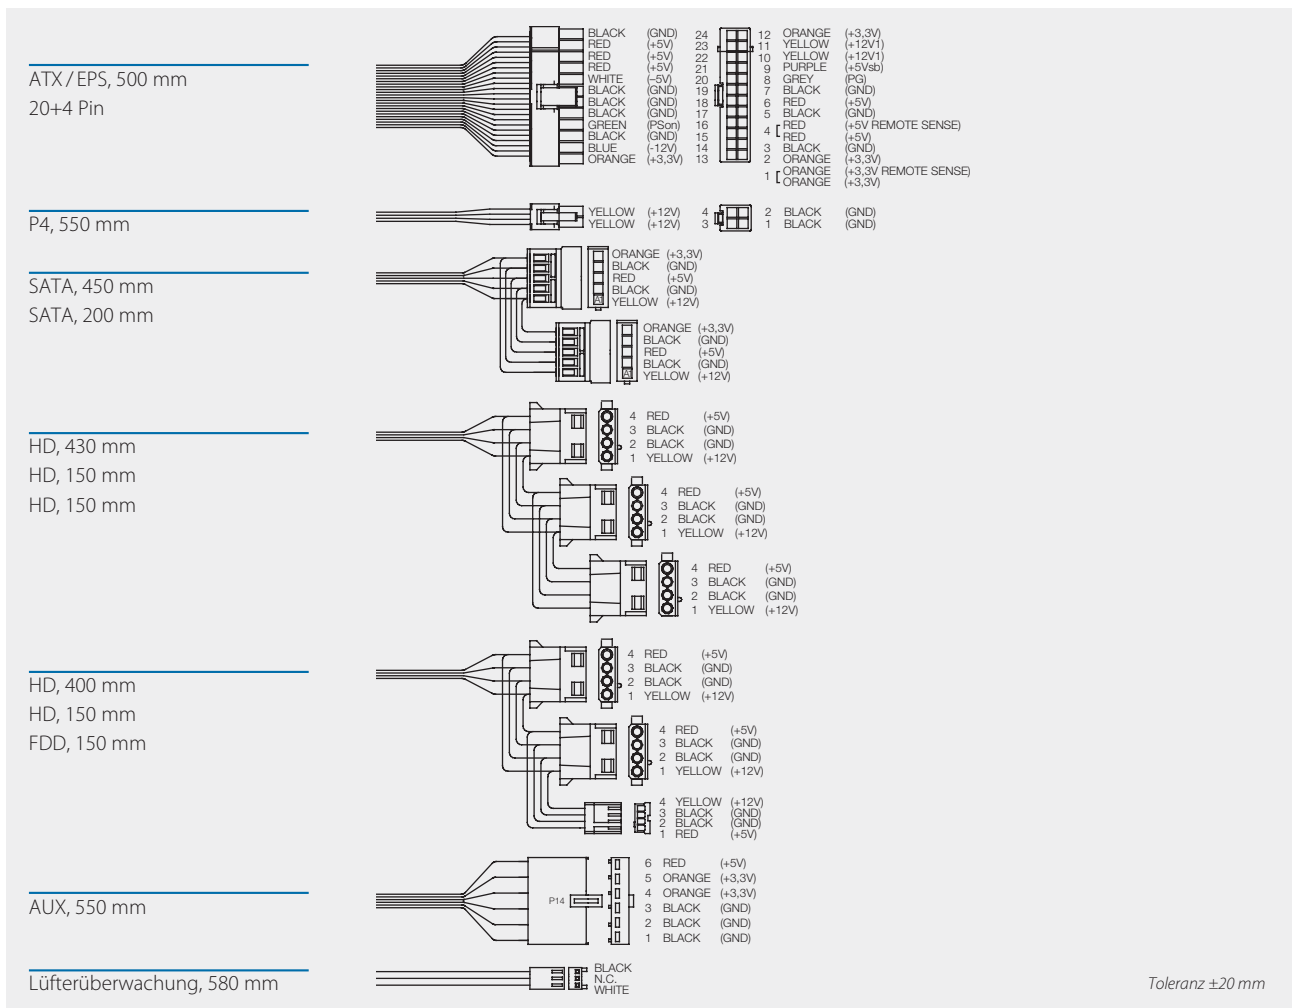 ATX / EPS, 500 mm
20+4 Pin
BLACK (GND) 24
RED (+5V) 23
RED (+5V) 22
RED (+5V) 21
WHITE (–5V) 20
BLACK (GND) 19
BLACK (GND) 18
BLACK (GND) 17
GREEN (PSon) 16
BLACK (GND) 15
BLUE (-12V) 14
ORANGE (+3,3V) 13
12 ORANGE (+3,3V)
11 YELLOW (+12V1)
10 YELLOW (+12V1)
9 PURPLE (+5Vsb)
8 GREY (PG)
7 BLACK (GND)
6 RED (+5V)
5 BLACK (GND)
4 [ RED (+5V REMOTE SENSE)
RED (+5V)
3 BLACK (GND)
2 ORANGE (+3,3V)
1 [ ORANGE (+3,3V REMOTE SENSE)
ORANGE (+3,3V)
P4, 550 mm
YELLOW (+12V) 4
YELLOW (+12V) 3
2 BLACK (GND)
1 BLACK (GND)
SATA, 450 mm
SATA, 200 mm
ORANGE (+3,3V)
BLACK (GND)
RED (+5V)
BLACK (GND)
YELLOW (+12V)
ORANGE (+3,3V)
BLACK (GND)
RED (+5V)
BLACK (GND)
YELLOW (+12V)
HD, 430 mm
HD, 150 mm
HD, 150 mm
4 RED (+5V)
3 BLACK (GND)
2 BLACK (GND)
1 YELLOW (+12V)
4 RED (+5V)
3 BLACK (GND)
2 BLACK (GND)
1 YELLOW (+12V)
4 RED (+5V)
3 BLACK (GND)
2 BLACK (GND)
1 YELLOW (+12V)
HD, 400 mm
HD, 150 mm
FDD, 150 mm
4 RED (+5V)
3 BLACK (GND)
2 BLACK (GND)
1 YELLOW (+12V)
4 RED (+5V)
3 BLACK (GND)
2 BLACK (GND)
1 YELLOW (+12V)
4 YELLOW (+12V)
3 BLACK (GND)
2 BLACK (GND)
1 RED (+5V)
AUX, 550 mm
P14
6 RED (+5V)
5 ORANGE (+3,3V)
4 ORANGE (+3,3V)
3 BLACK (GND)
2 BLACK (GND)
1 BLACK (GND)
Lüfterüberwachung, 580 mm
BLACK
N.C.
WHITE
Toleranz ±20 mm